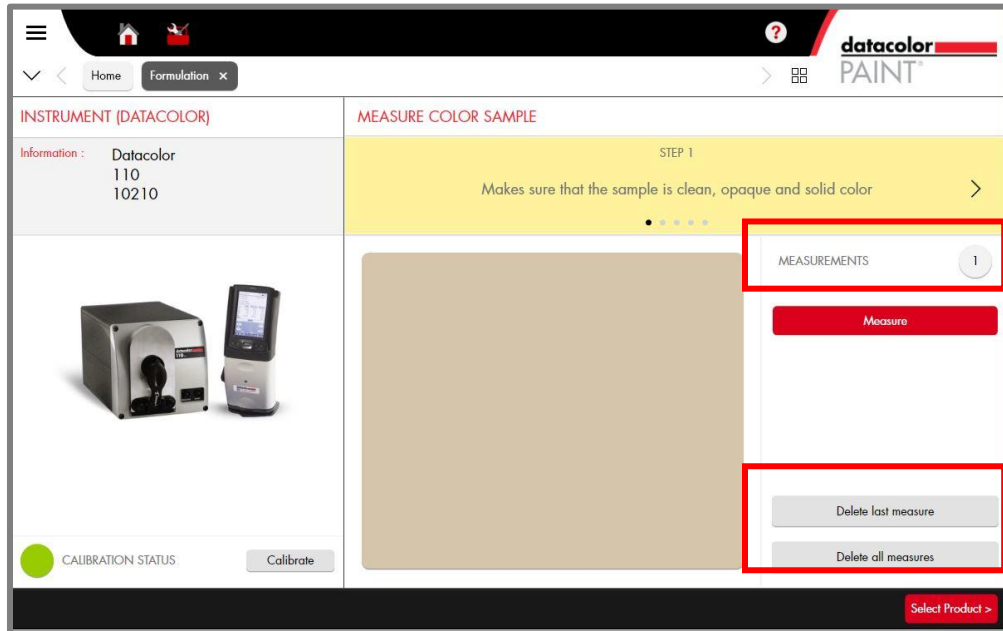 ?
datacolor
PAINT®
Home
Formulation ×
INSTRUMENT (DATACOLOR)
Information :
Datacolor
110
10210
CALIBRATION STATUS
Calibrate
MEASURE COLOR SAMPLE
STEP 1
Makes sure that the sample is clean, opaque and solid color
MEASUREMENTS 1
Measure
Delete last measure
Delete all measures
Select Product >